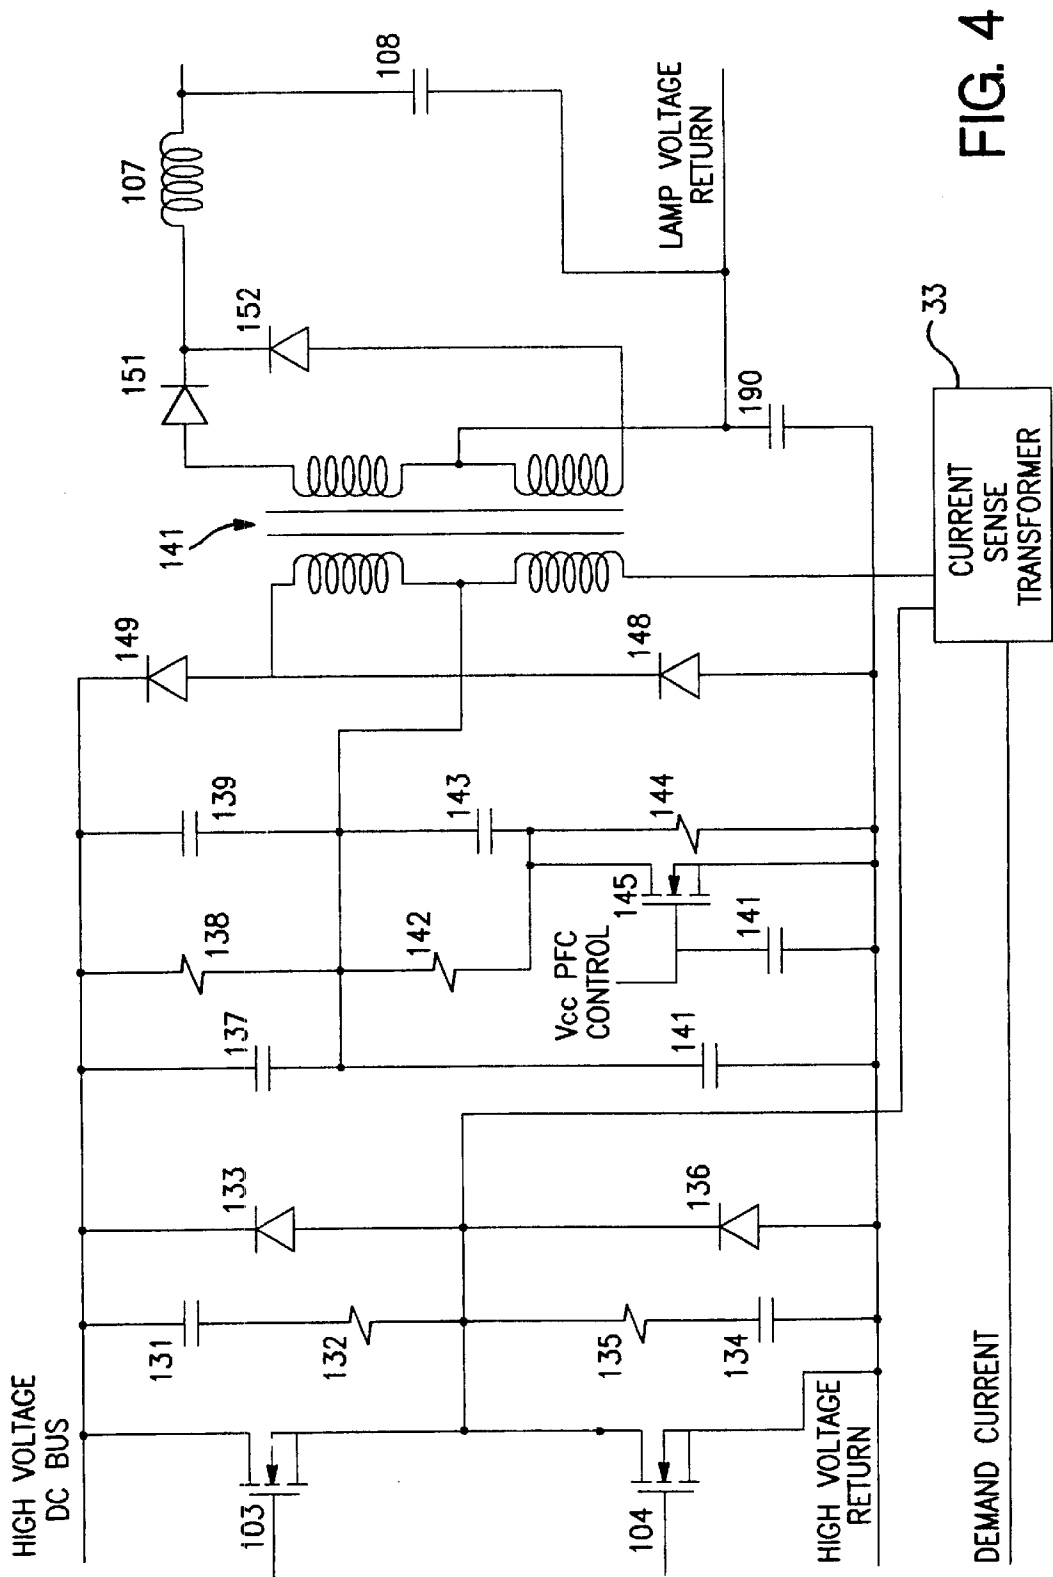 HIGH VOLTAGE
DC BUS
103
104
HIGH VOLTAGE
RETURN
DEMAND CURRENT
131
132
135
134
133
136
137
141
138
142
Vcc PFC
CONTROL
145
141
139
143
144
149
148
141
151
152
107
108
LAMP VOLTAGE
RETURN
190
33
CURRENT
SENSE
TRANSFORMER
FIG. 4